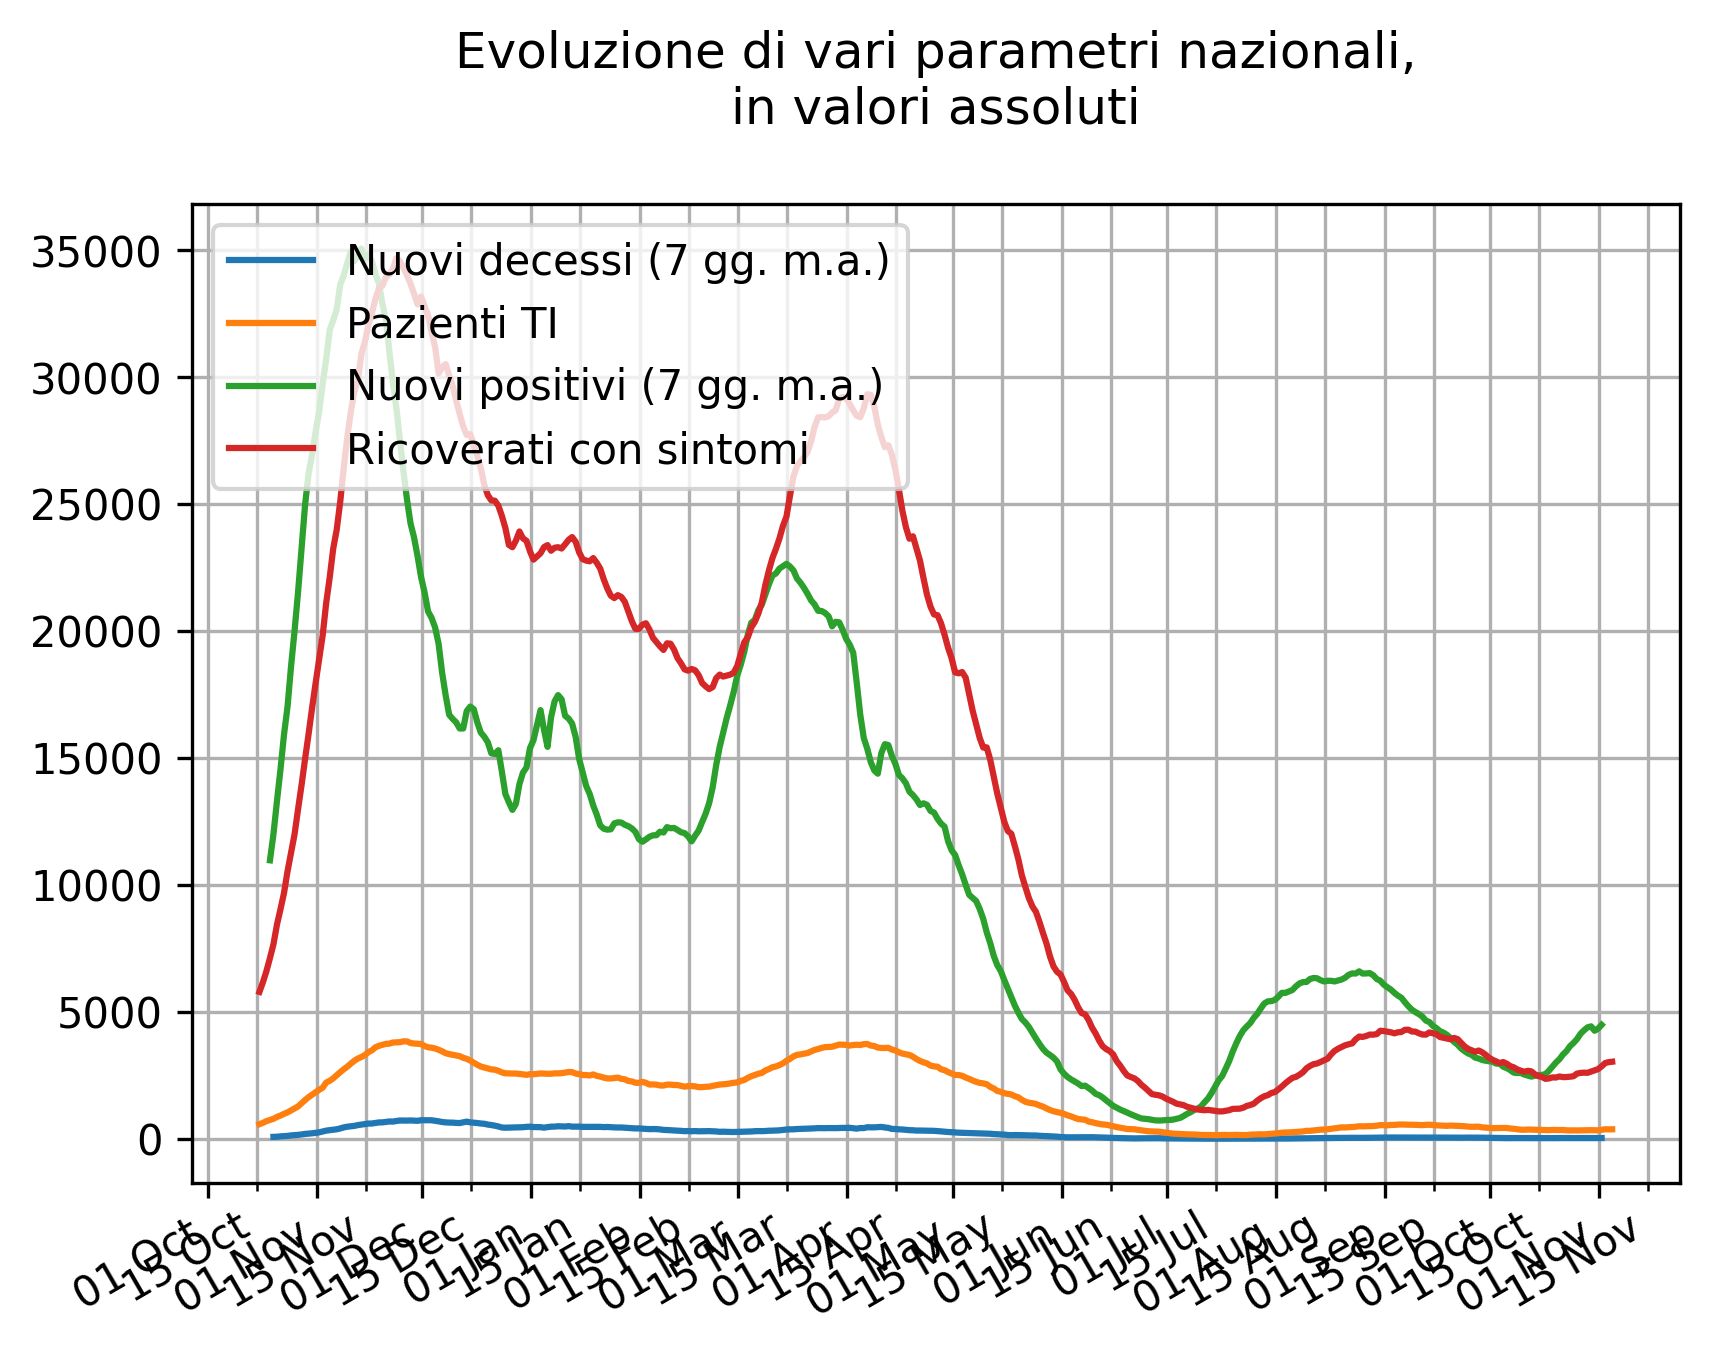 Evoluzione di vari parametri nazionali,
in valori assoluti
Nuovi decessi (7 gg. m.a.)
Pazienti TI
Nuovi positivi (7 gg. m.a.)
Ricoverati con sintomi
35000
30000
25000
20000
15000
10000
5000
0
01 Oct
15 Oct
01 Nov
15 Nov
01 Dec
15 Dec
01 Jan
15 Jan
01 Feb
15 Feb
01 Mar
15 Mar
01 Apr
15 Apr
01 May
15 May
01 Jun
15 Jun
01 Jul
15 Jul
01 Aug
15 Aug
01 Sep
15 Sep
01 Oct
15 Oct
01 Nov
15 Nov